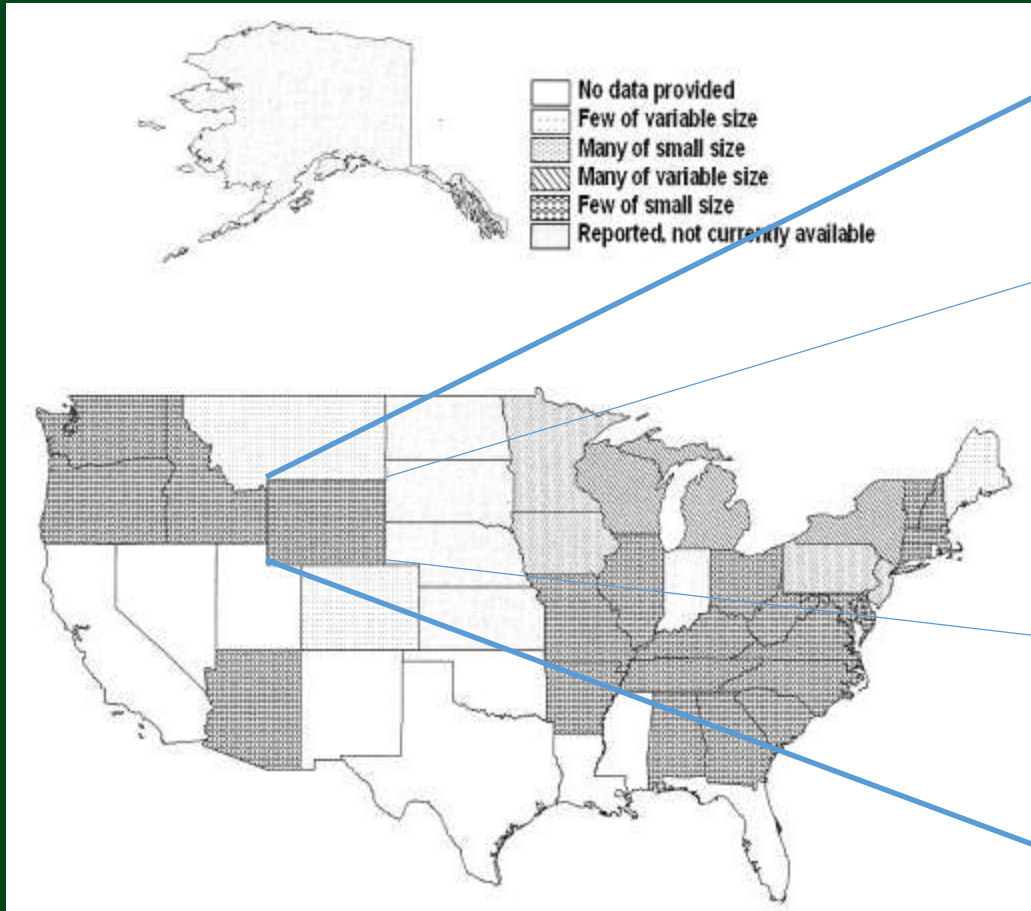 No data provided
Few of variable size
Many of small size
Many of variable size
Few of small size
Reported, not currently available